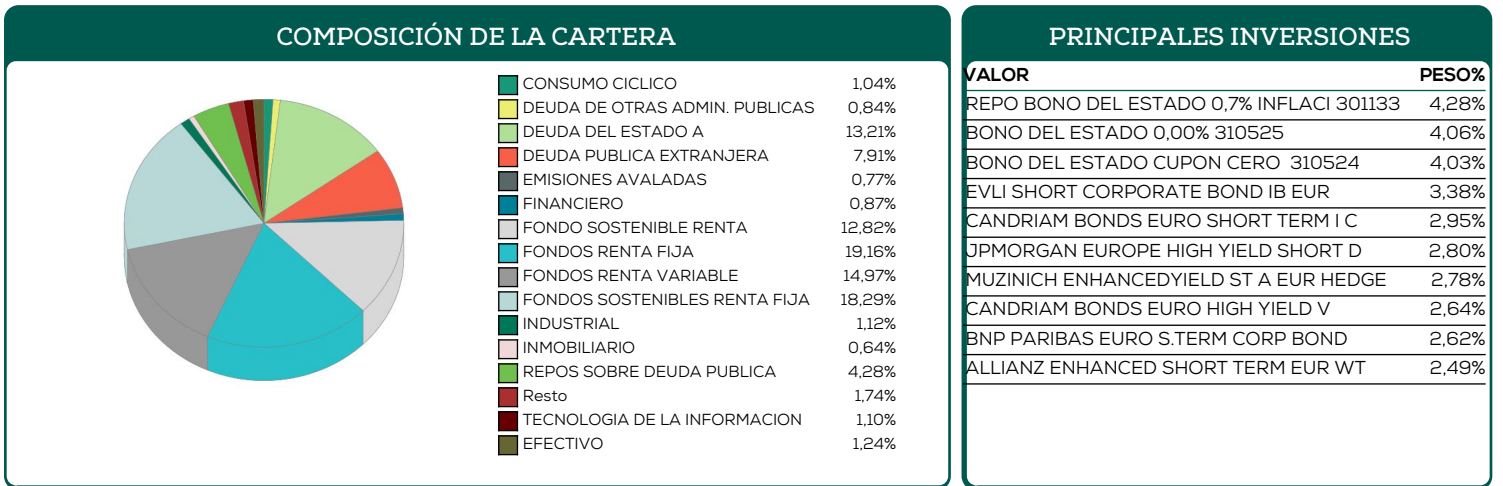 COMPOSICIÓN DE LA CARTERA
CONSUMO CICLICO 1,04%
DEUDA DE OTRAS ADMIN. PUBLICAS 0,84%
DEUDA DEL ESTADO A 13,21%
DEUDA PUBLICA EXTRANJERA 7,91%
EMISIONES AVALADAS 0,77%
FINANCIERO 0,87%
FONDO SOSTENIBLE RENTA 12,82%
FONDOS RENTA FIJA 19,16%
FONDOS RENTA VARIABLE 14,97%
FONDOS SOSTENIBLES RENTA FIJA 18,29%
INDUSTRIAL 1,12%
INMOBILIARIO 0,64%
REPOS SOBRE DEUDA PUBLICA 4,28%
Resto 1,74%
TECNOLOGIA DE LA INFORMACION 1,10%
EFECTIVO 1,24%
PRINCIPALES INVERSIONES
VALOR PESO%
REPO BONO DEL ESTADO 0,7% INFLACI 301133 4,28%
BONO DEL ESTADO 0,00% 310525 4,06%
BONO DEL ESTADO CUPON CERO 310524 4,03%
EVLI SHORT CORPORATE BOND IB EUR 3,38%
CANDRIAM BONDS EURO SHORT TERM I C 2,95%
JPMORGAN EUROPE HIGH YIELD SHORT D 2,80%
MUZINICH ENHANCEDYIELD ST A EUR HEDGE 2,78%
CANDRIAM BONDS EURO HIGH YIELD V 2,64%
BNP PARIBAS EURO S.TERM CORP BOND 2,62%
ALLIANZ ENHANCED SHORT TERM EUR WT 2,49%